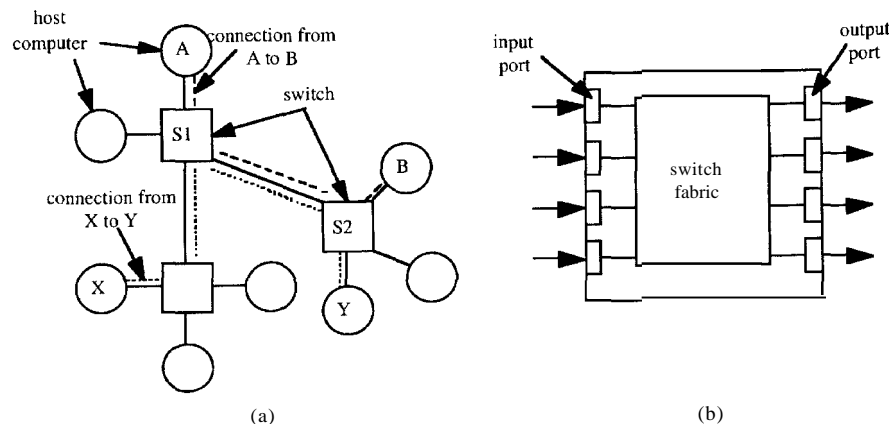 host
computer
A
connection from
A to B
switch
S1
B
connection from
X to Y
S2
X
Y
(a)
input
port
output
port
switch
fabric
(b)